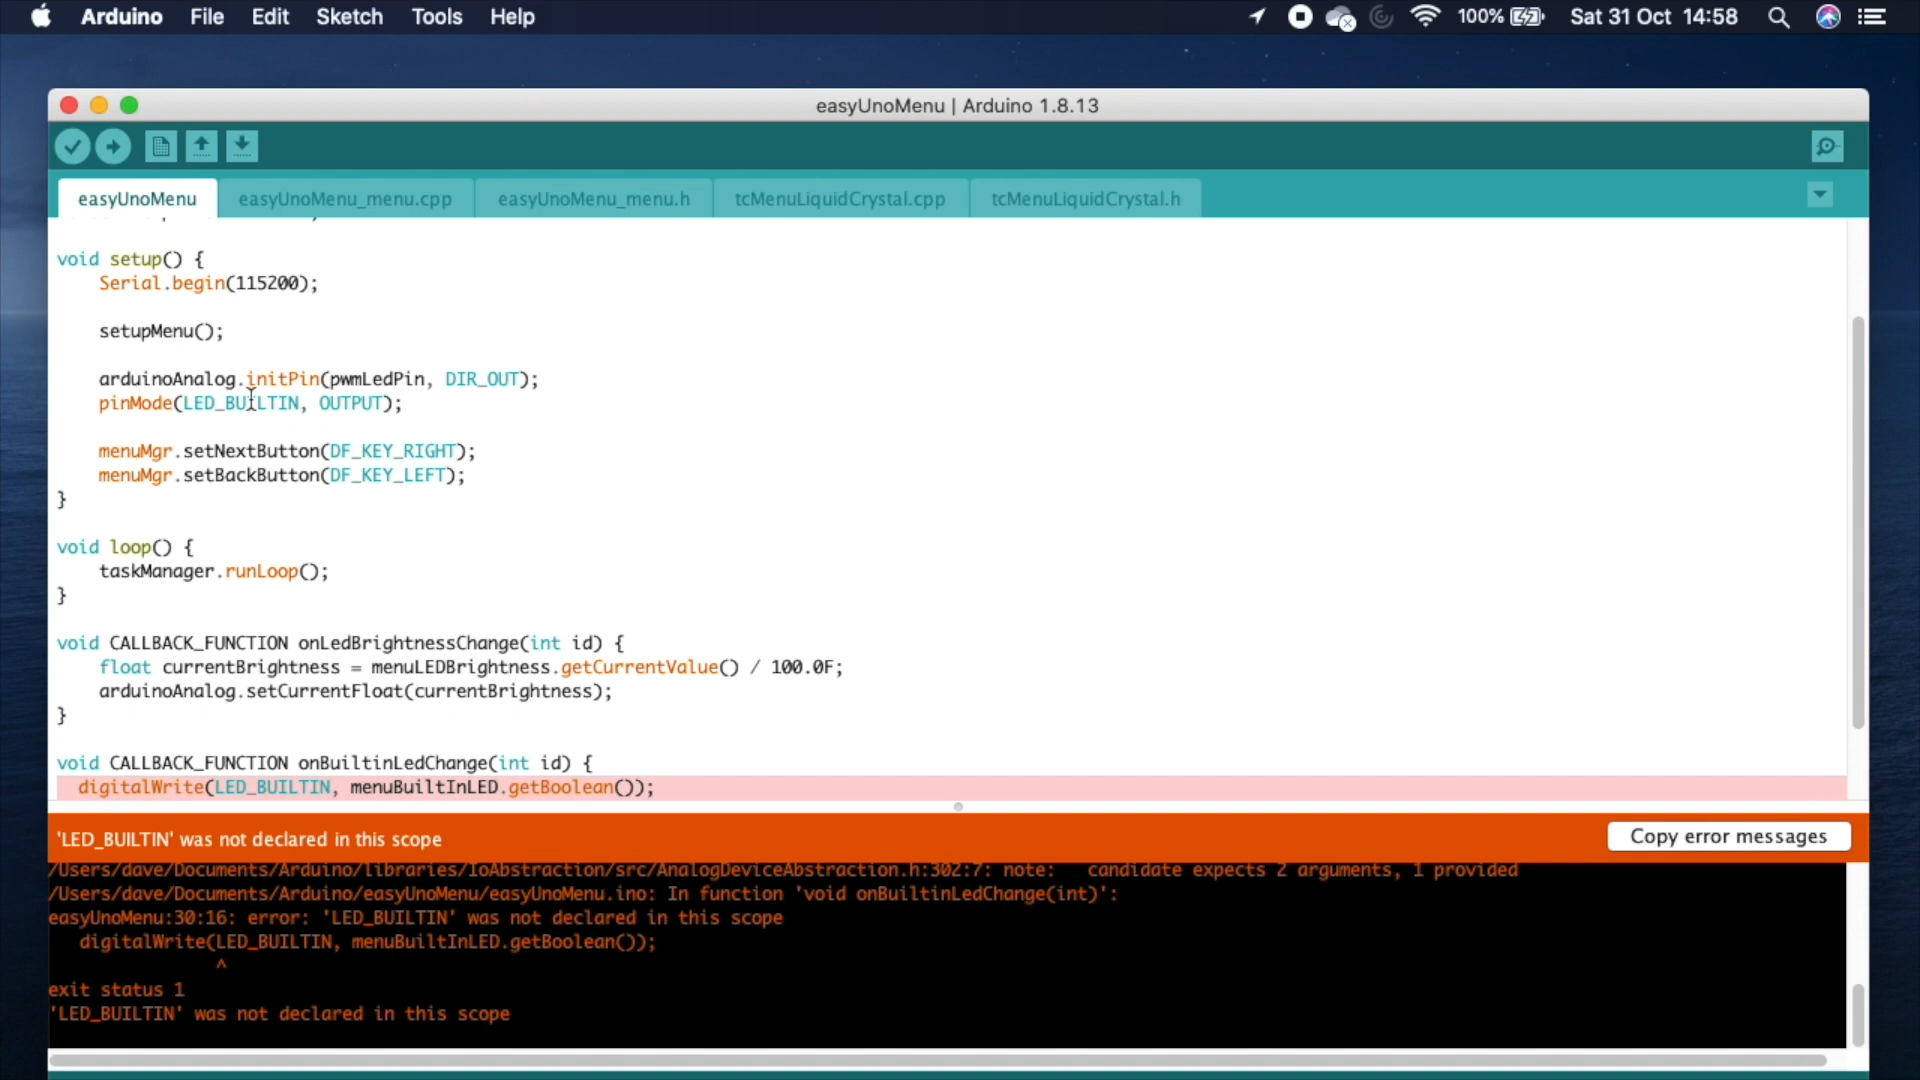 Arduino File Edit Sketch Tools Help 100% Sat 31 Oct 14:58
easyUnoMenu | Arduino 1.8.13
easyUnoMenu easyUnoMenu_menu.cpp easyUnoMenu_menu.h tcMenuLiquidCrystal.cpp tcMenuLiquidCrystal.h
void setup() {
Serial.begin(115200);
setupMenu();
arduinoAnalog.initPin(pwmLedPin, DIR_OUT);
pinMode(LED_BUILTIN, OUTPUT);
menuMgr.setNextButton(DF_KEY_RIGHT);
menuMgr.setBackButton(DF_KEY_LEFT);
}
void loop() {
taskManager.runLoop();
}
void CALLBACK_FUNCTION onLedBrightnessChange(int id) {
float currentBrightness = menuLEDBrightness.getCurrentValue() / 100.0F;
arduinoAnalog.setCurrentFloat(currentBrightness);
}
void CALLBACK_FUNCTION onBuiltinLedChange(int id) {
digitalWrite(LED_BUILTIN, menuBuiltInLED.getBoolean());
'LED_BUILTIN' was not declared in this scope Copy error messages
/Users/dave/Documents/Arduino/libraries/IoAbstraction/src/AnalogDeviceAbstraction.h:302:7: note:   candidate expects 2 arguments, 1 provided
/Users/dave/Documents/Arduino/easyUnoMenu/easyUnoMenu.ino: In function 'void onBuiltinLedChange(int)':
easyUnoMenu:30:16: error: 'LED_BUILTIN' was not declared in this scope
digitalWrite(LED_BUILTIN, menuBuiltInLED.getBoolean());
^
exit status 1
'LED_BUILTIN' was not declared in this scope